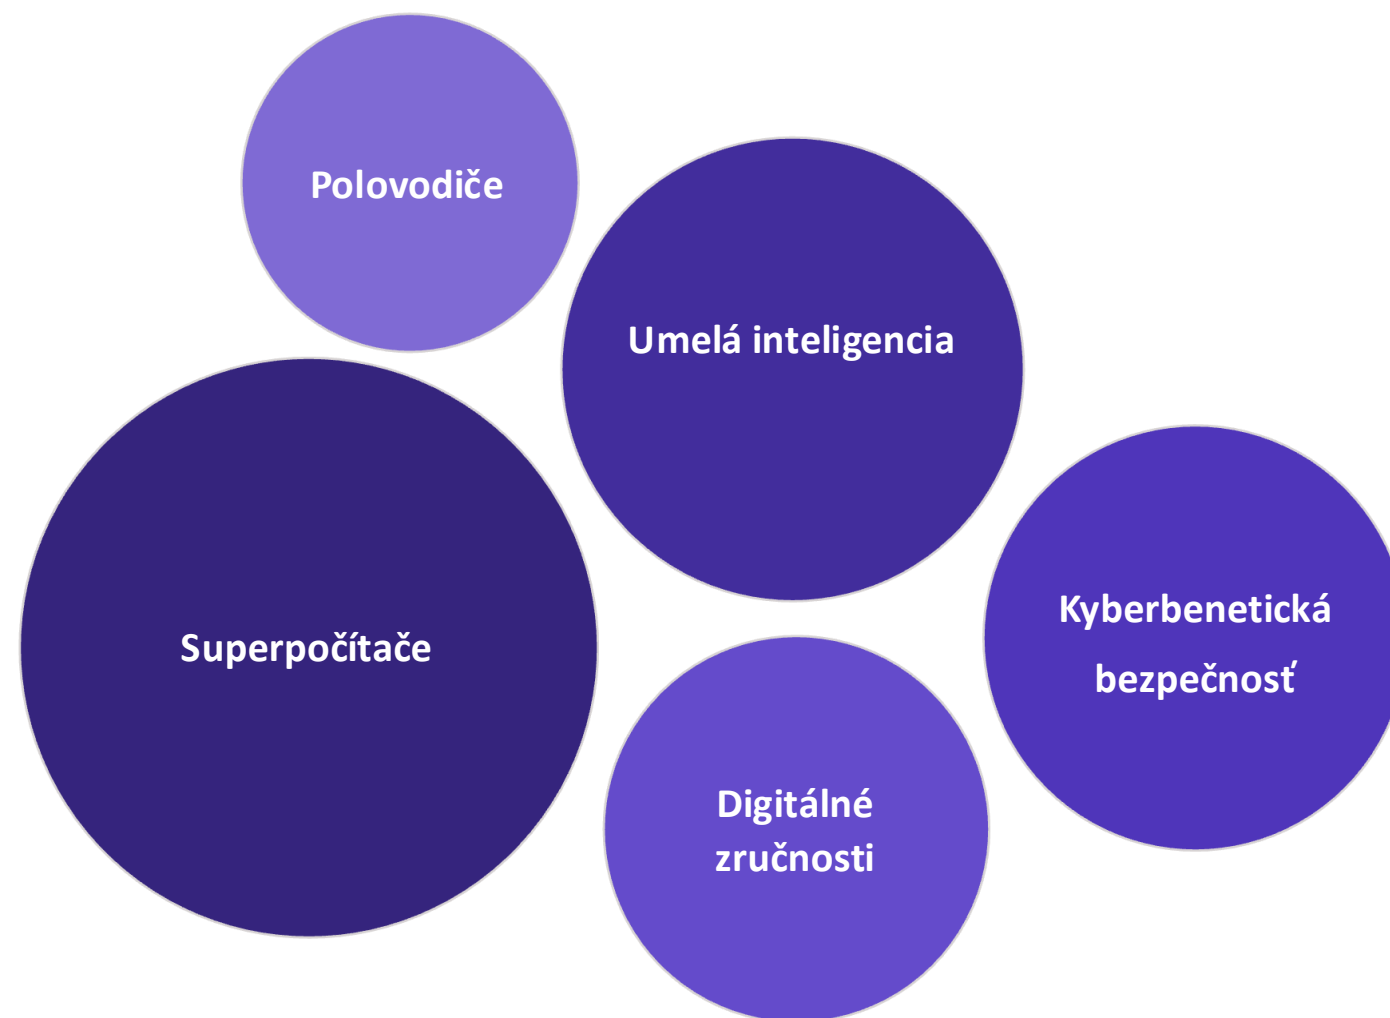 Polovodiče
Umelá inteligencia
Superpočítače
Kyberbenetická
bezpečnosť
Digitálné
zručnosti